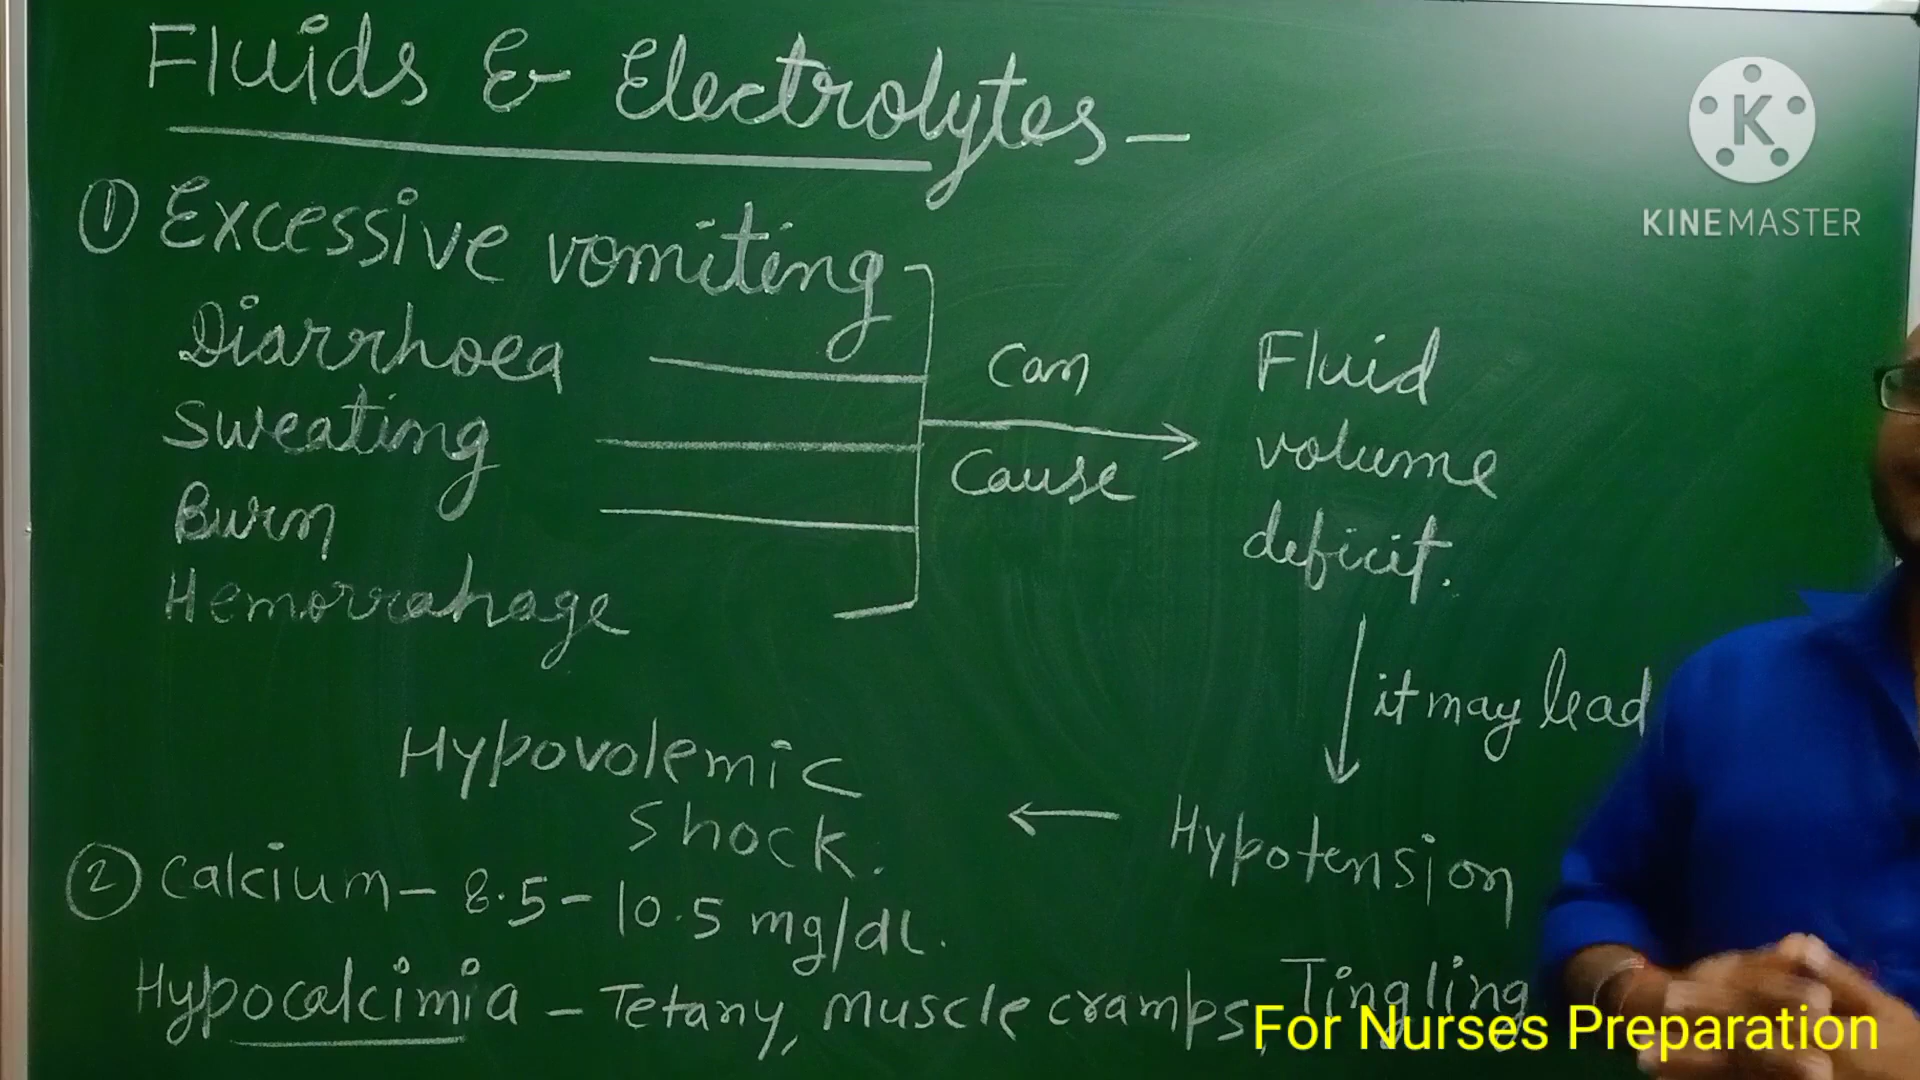 Fluids & Electrolytes -
① Excessive vomiting
Diarrhoea
Sweating
Burn
Hemorrahage
Can
Cause
Fluid
volume
deficit.
it may lead
Hypotension
Hypovolemic
Shock.
② Calcium - 8.5 - 10.5 mg/dl.
Hypocalcimia - Tetany, muscle cramps, Tingling
K
KINEMASTER
For Nurses Preparation